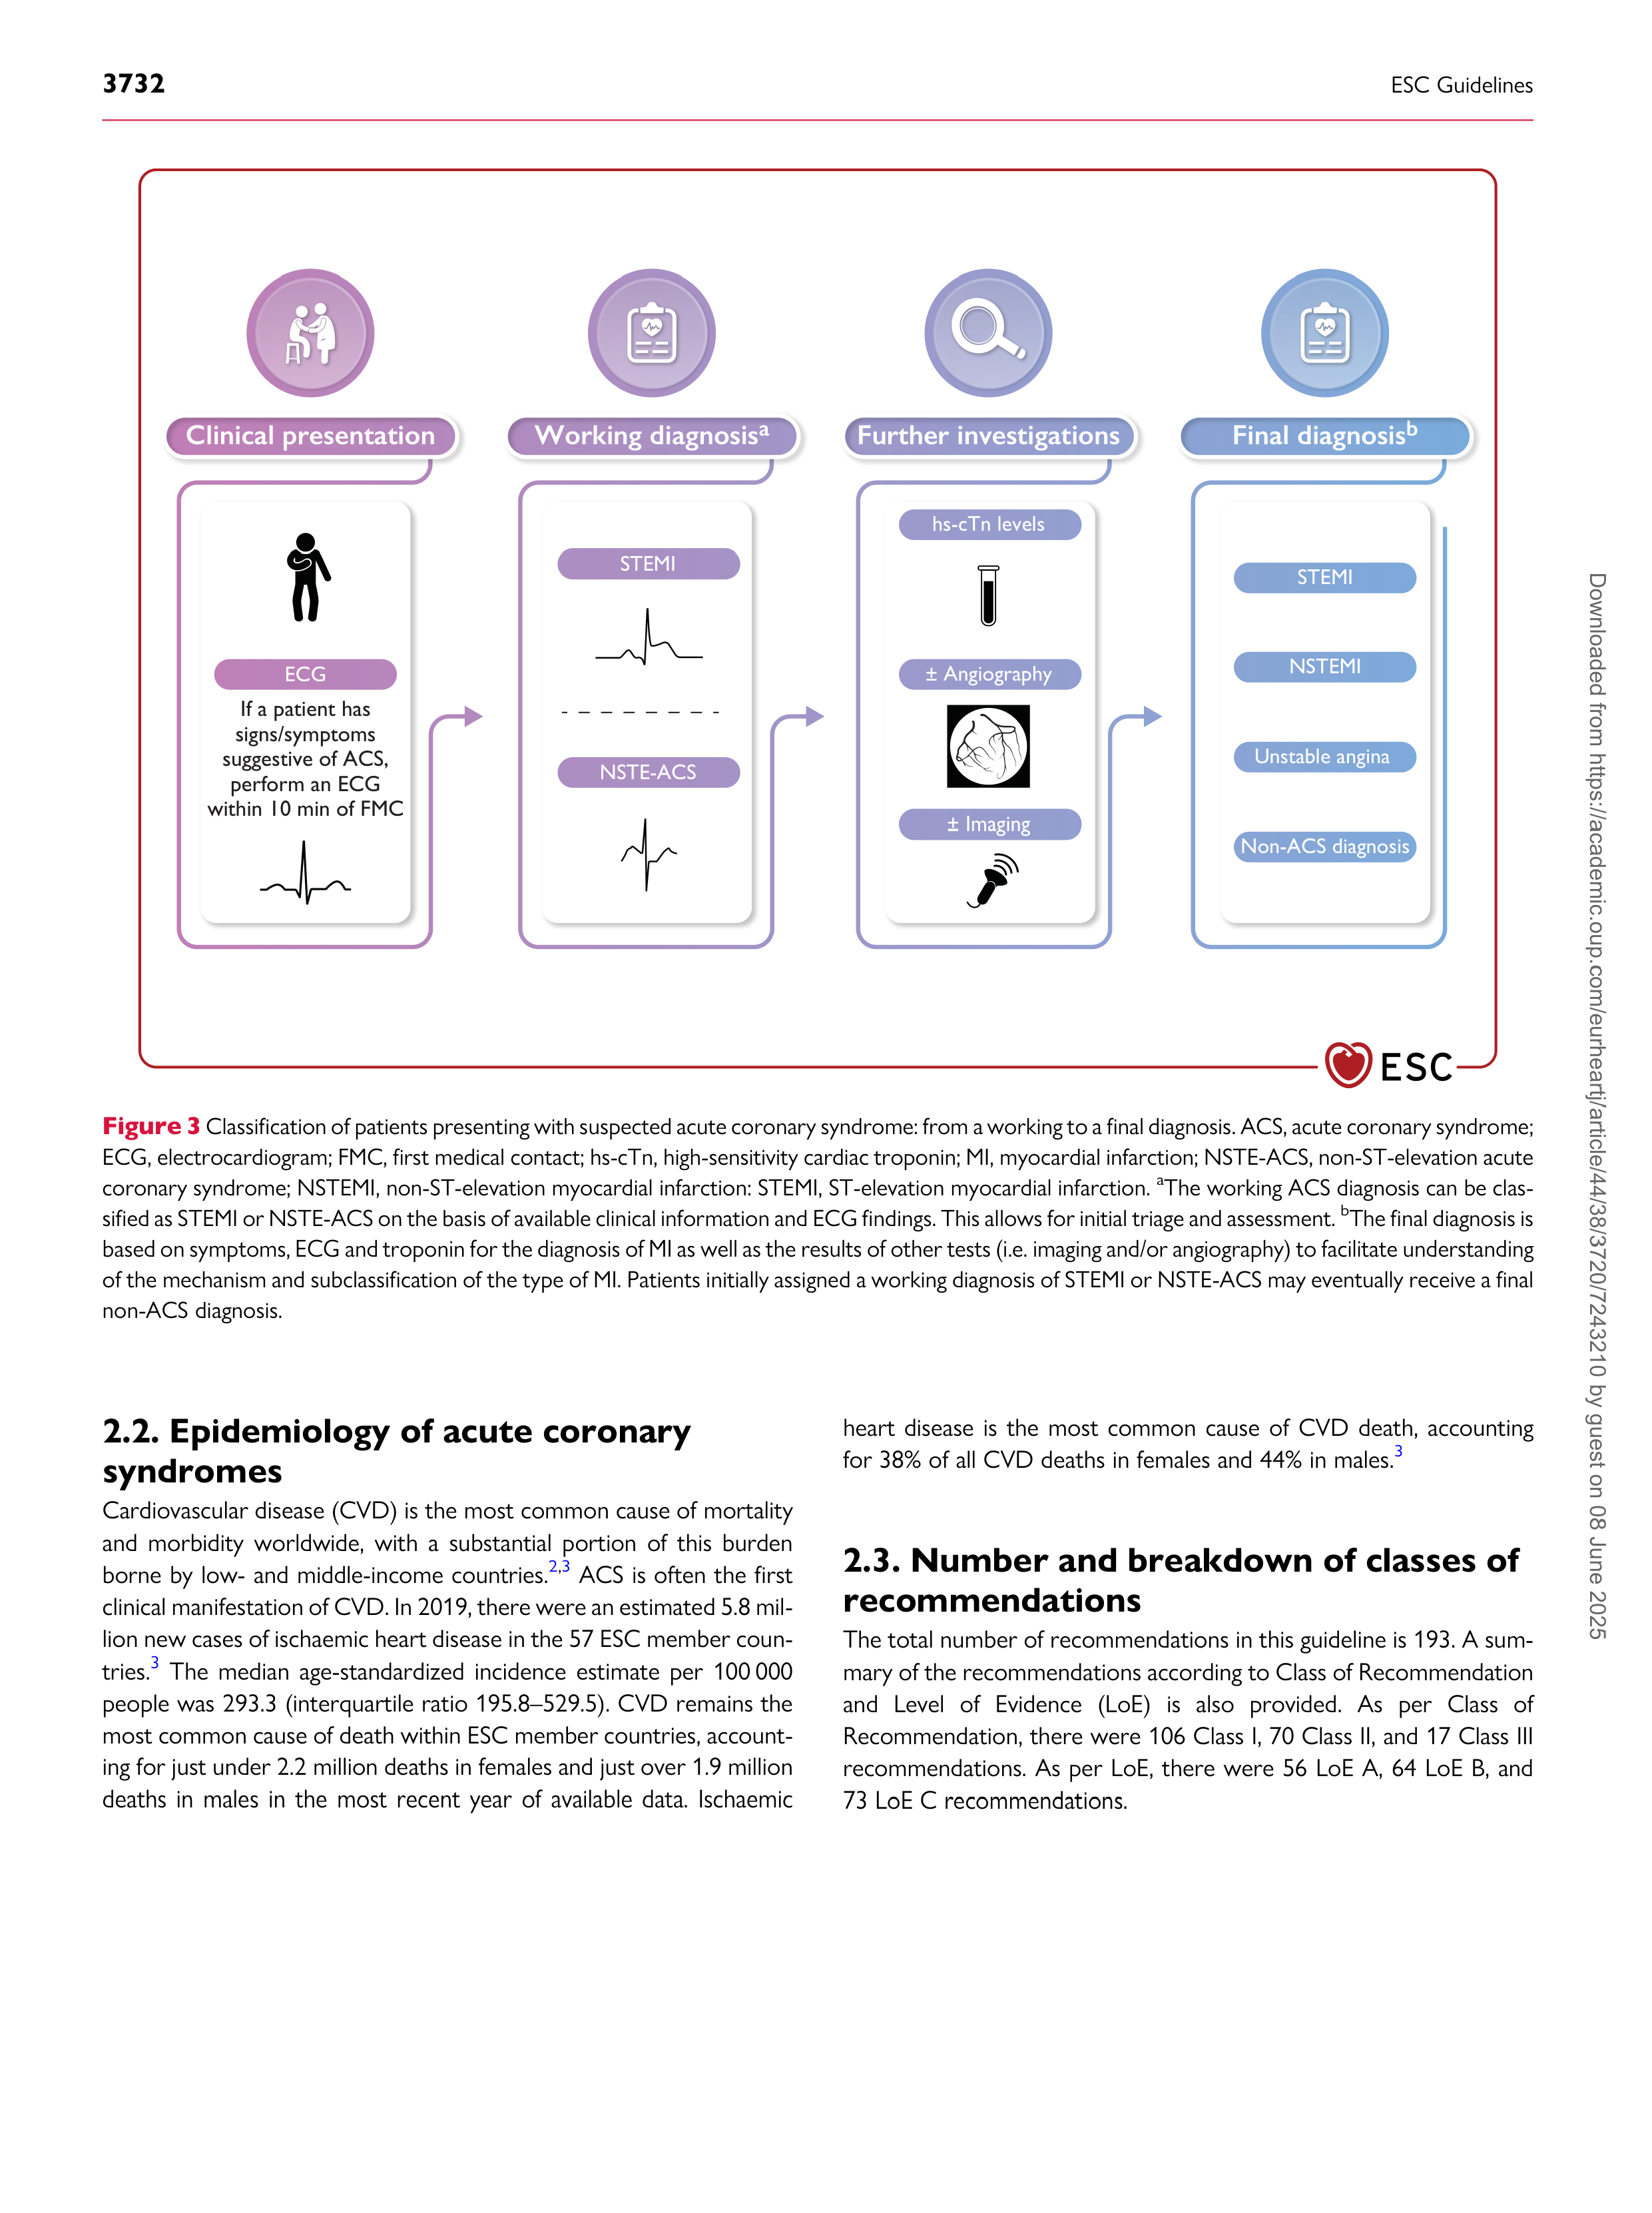 3732
ESC Guidelines
Clinical presentation
ECG
If a patient has
signs/symptoms
suggestive of ACS,
perform an ECG
within 10 min of FMC
Working diagnosisᵃ
STEMI
NSTE-ACS
Further investigations
hs-cTn levels
± Angiography
± Imaging
Final diagnosisᵇ
STEMI
NSTEMI
Unstable angina
Non-ACS diagnosis
ESC
Figure 3 Classification of patients presenting with suspected acute coronary syndrome: from a working to a final diagnosis. ACS, acute coronary syndrome;
ECG, electrocardiogram; FMC, first medical contact; hs-cTn, high-sensitivity cardiac troponin; MI, myocardial infarction; NSTE-ACS, non-ST-elevation acute
coronary syndrome; NSTEMI, non-ST-elevation myocardial infarction: STEMI, ST-elevation myocardial infarction. ᵃThe working ACS diagnosis can be clas-
sified as STEMI or NSTE-ACS on the basis of available clinical information and ECG findings. This allows for initial triage and assessment. ᵇThe final diagnosis is
based on symptoms, ECG and troponin for the diagnosis of MI as well as the results of other tests (i.e. imaging and/or angiography) to facilitate understanding
of the mechanism and subclassification of the type of MI. Patients initially assigned a working diagnosis of STEMI or NSTE-ACS may eventually receive a final
non-ACS diagnosis.
2.2. Epidemiology of acute coronary
syndromes
Cardiovascular disease (CVD) is the most common cause of mortality
and morbidity worldwide, with a substantial portion of this burden
borne by low- and middle-income countries.²,³ ACS is often the first
clinical manifestation of CVD. In 2019, there were an estimated 5.8 mil-
lion new cases of ischaemic heart disease in the 57 ESC member coun-
tries.³ The median age-standardized incidence estimate per 100 000
people was 293.3 (interquartile ratio 195.8–529.5). CVD remains the
most common cause of death within ESC member countries, account-
ing for just under 2.2 million deaths in females and just over 1.9 million
deaths in males in the most recent year of available data. Ischaemic
heart disease is the most common cause of CVD death, accounting
for 38% of all CVD deaths in females and 44% in males.³
2.3. Number and breakdown of classes of
recommendations
The total number of recommendations in this guideline is 193. A sum-
mary of the recommendations according to Class of Recommendation
and Level of Evidence (LoE) is also provided. As per Class of
Recommendation, there were 106 Class I, 70 Class II, and 17 Class III
recommendations. As per LoE, there were 56 LoE A, 64 LoE B, and
73 LoE C recommendations.
Downloaded from https://academic.oup.com/eurheartj/article/44/38/3720/7243210 by guest on 08 June 2025